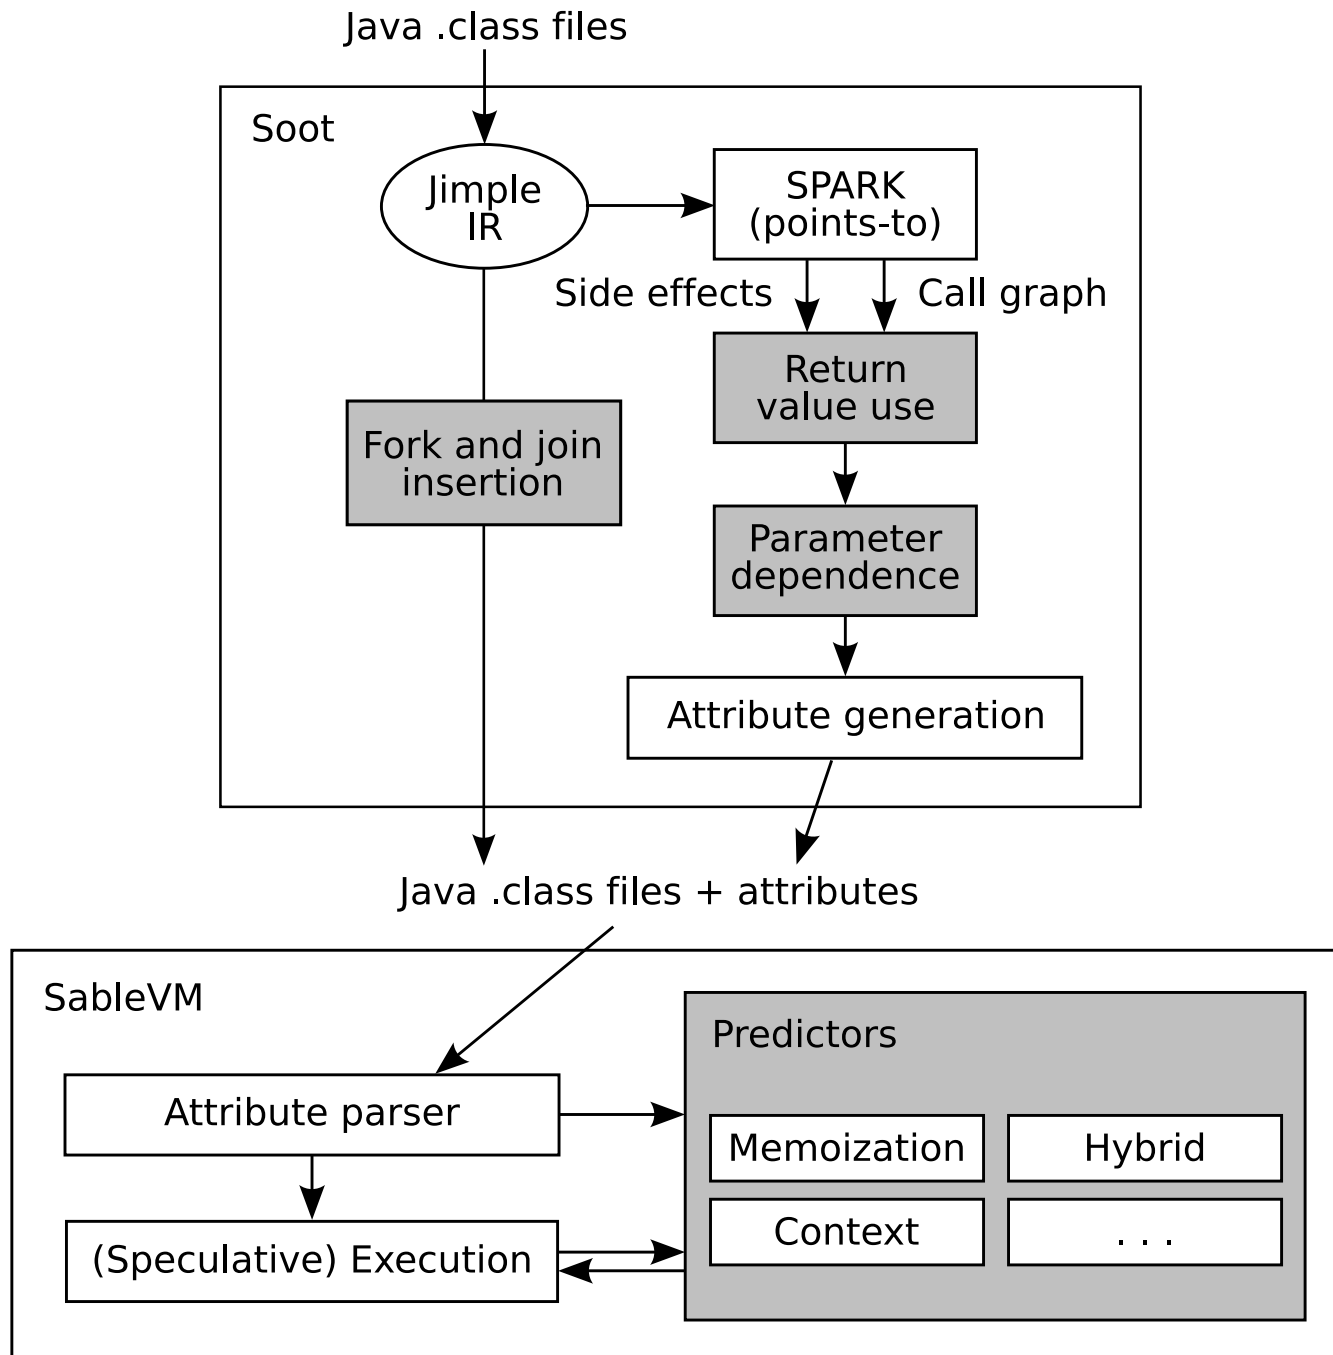 Java .class files
Soot
Jimple
IR
SPARK
(points-to)
Side effects
Call graph
Return
value use
Fork and join
insertion
Parameter
dependence
Attribute generation
Java .class files + attributes
SableVM
Predictors
Attribute parser
Memoization
Hybrid
Context
. . .
(Speculative) Execution